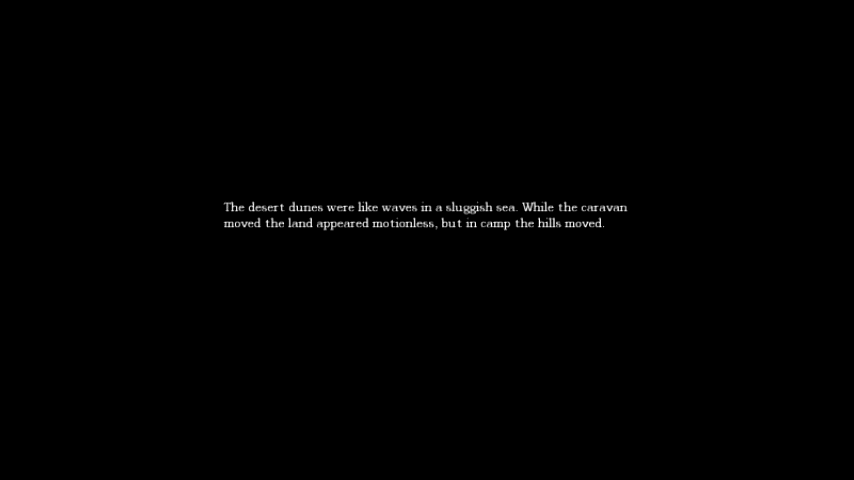 The desert dunes were like waves in a sluggish sea. While the caravan
moved the land appeared motionless, but in camp the hills moved.